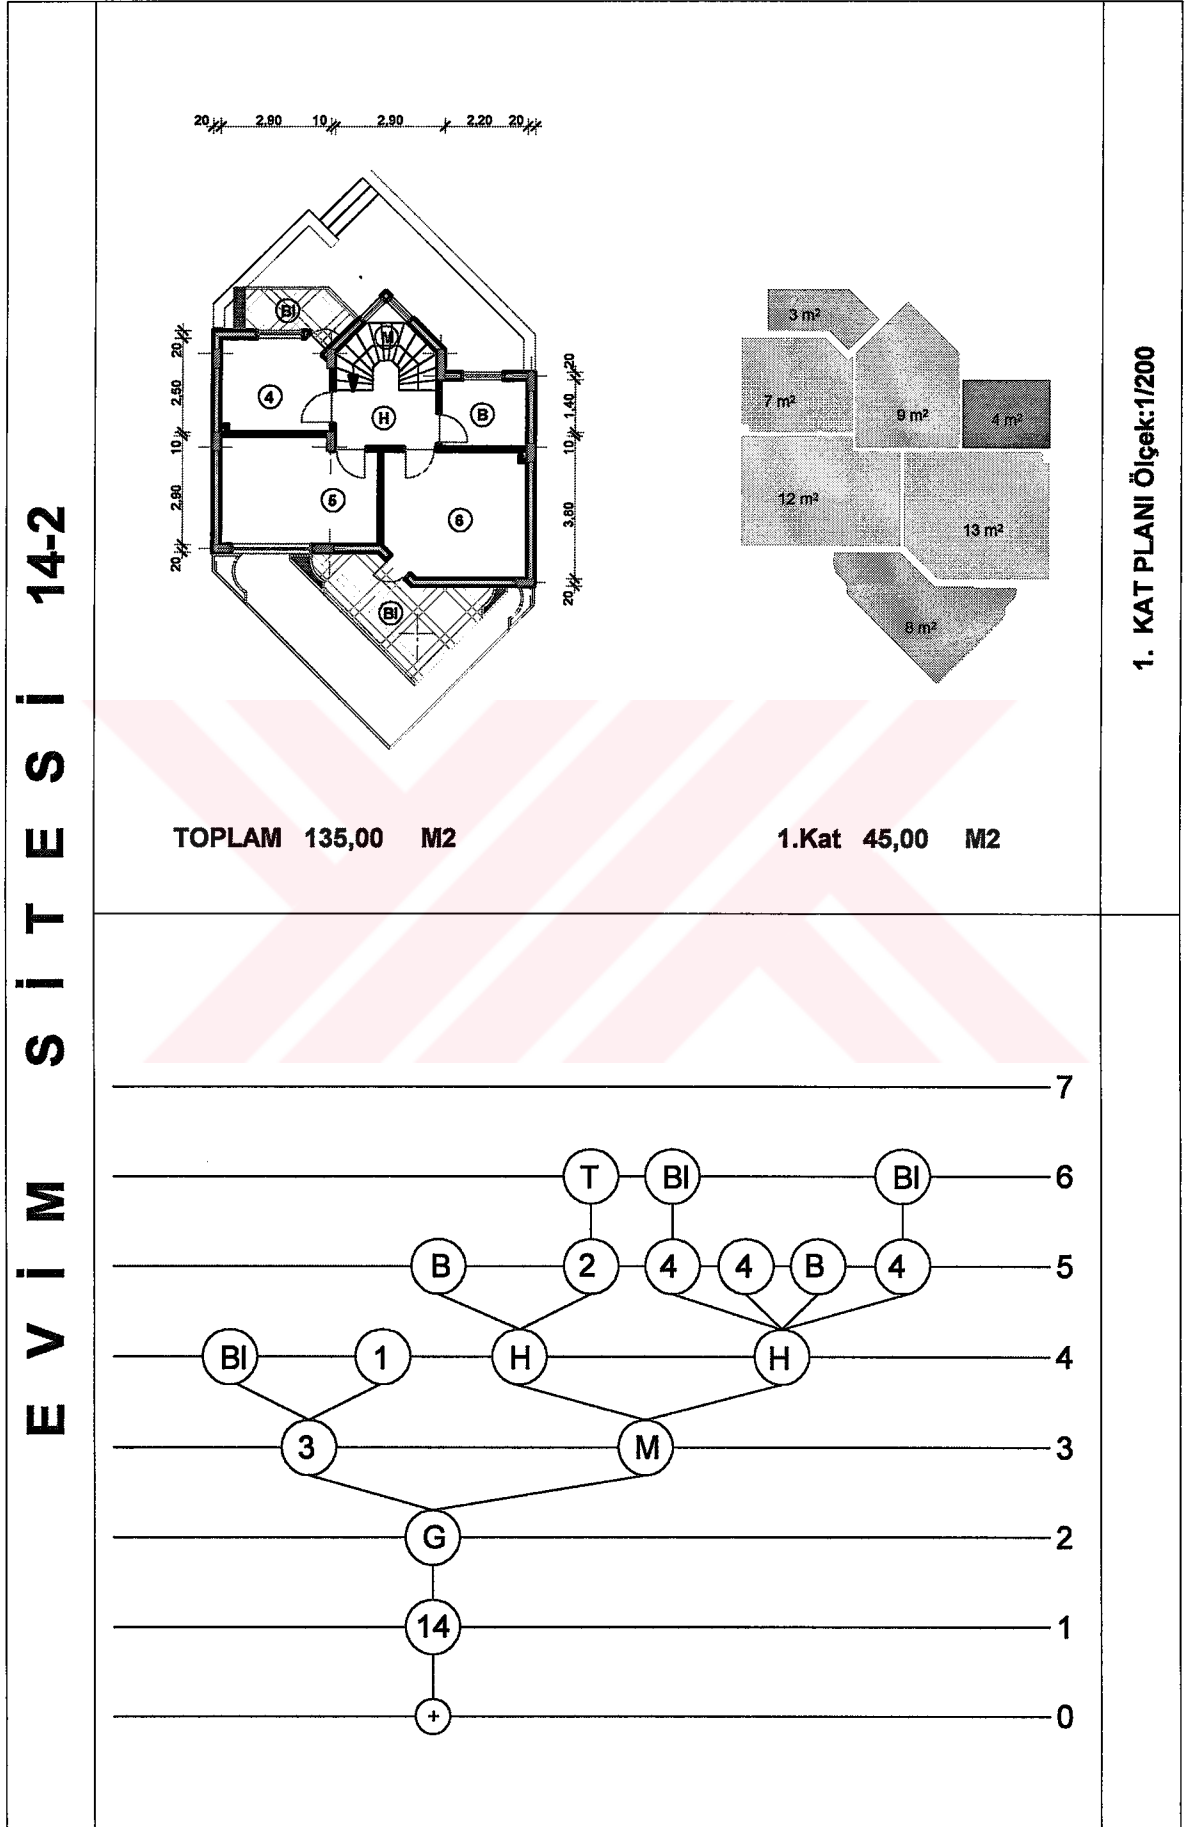 EVİM SİTESİ 14-2
20 2,90 10 2,90 2,20 20
Bl
M
4
H
B
5
6
Bl
20
2,50
10
2,90
20
20
1,40
10
3,80
20
3 m²
7 m²
9 m²
4 m²
12 m²
13 m²
8 m²
1. KAT PLANI Ölçek:1/200
TOPLAM 135,00 M2
1.Kat 45,00 M2
7
T Bl Bl 6
B 2 4 4 B 4 5
Bl 1 H H 4
3 M 3
G 2
14 1
+ 0